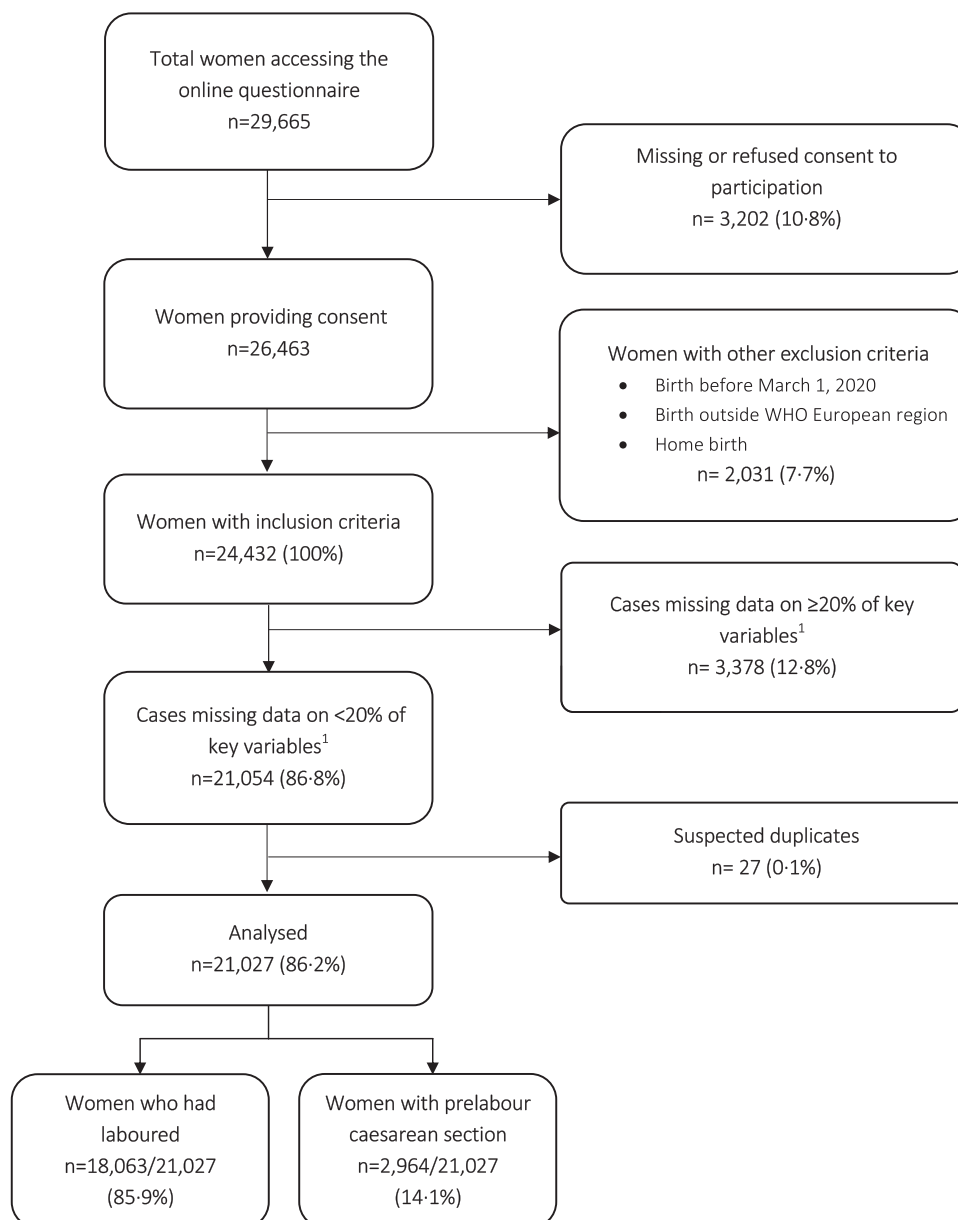 Total women accessing the
online questionnaire
n=29,665
Missing or refused consent to
participation
n= 3,202 (10·8%)
Women providing consent
n=26,463
Women with other exclusion criteria
• Birth before March 1, 2020
• Birth outside WHO European region
• Home birth
n= 2,031 (7·7%)
Women with inclusion criteria
n=24,432 (100%)
Cases missing data on ≥20% of key
variables¹
n= 3,378 (12·8%)
Cases missing data on <20% of
key variables¹
n=21,054 (86·8%)
Suspected duplicates
n= 27 (0·1%)
Analysed
n=21,027 (86·2%)
Women who had
laboured
n=18,063/21,027
(85·9%)
Women with prelabour
caesarean section
n=2,964/21,027
(14·1%)